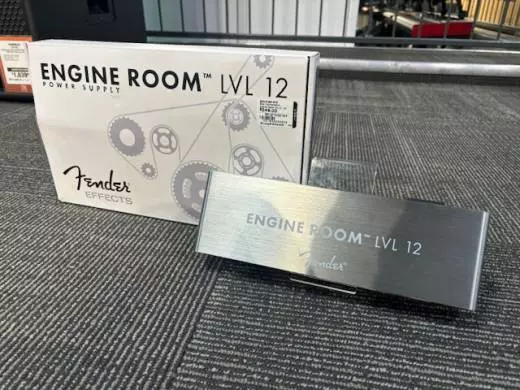 ENGINE ROOM™ LVL 12
POWER SUPPLY
Fender®
EFFECTS
ENGINE ROOM™ LVL 12
Fender®